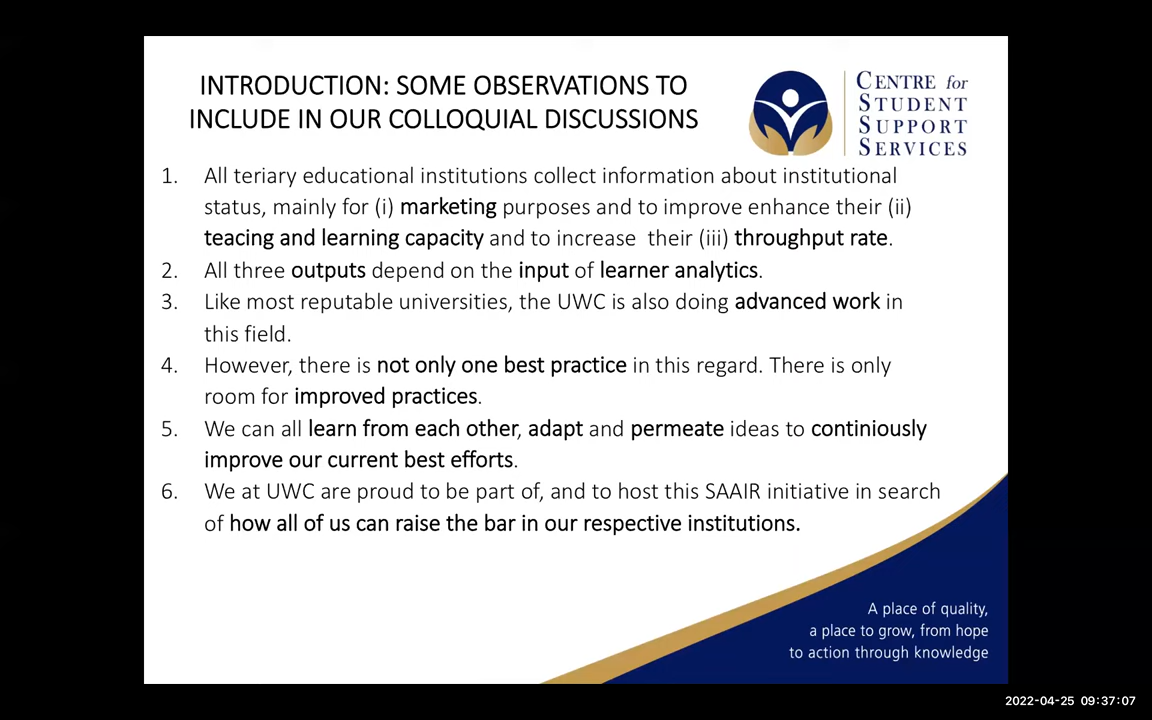 INTRODUCTION: SOME OBSERVATIONS TO
INCLUDE IN OUR COLLOQUIAL DISCUSSIONS
CENTRE for
STUDENT
SUPPORT
SERVICES
1. All teriary educational institutions collect information about institutional
status, mainly for (i) marketing purposes and to improve enhance their (ii)
teacing and learning capacity and to increase their (iii) throughput rate.
2. All three outputs depend on the input of learner analytics.
3. Like most reputable universities, the UWC is also doing advanced work in
this field.
4. However, there is not only one best practice in this regard. There is only
room for improved practices.
5. We can all learn from each other, adapt and permeate ideas to continiously
improve our current best efforts.
6. We at UWC are proud to be part of, and to host this SAAIR initiative in search
of how all of us can raise the bar in our respective institutions.
A place of quality,
a place to grow, from hope
to action through knowledge
2022-04-25 09:37:07